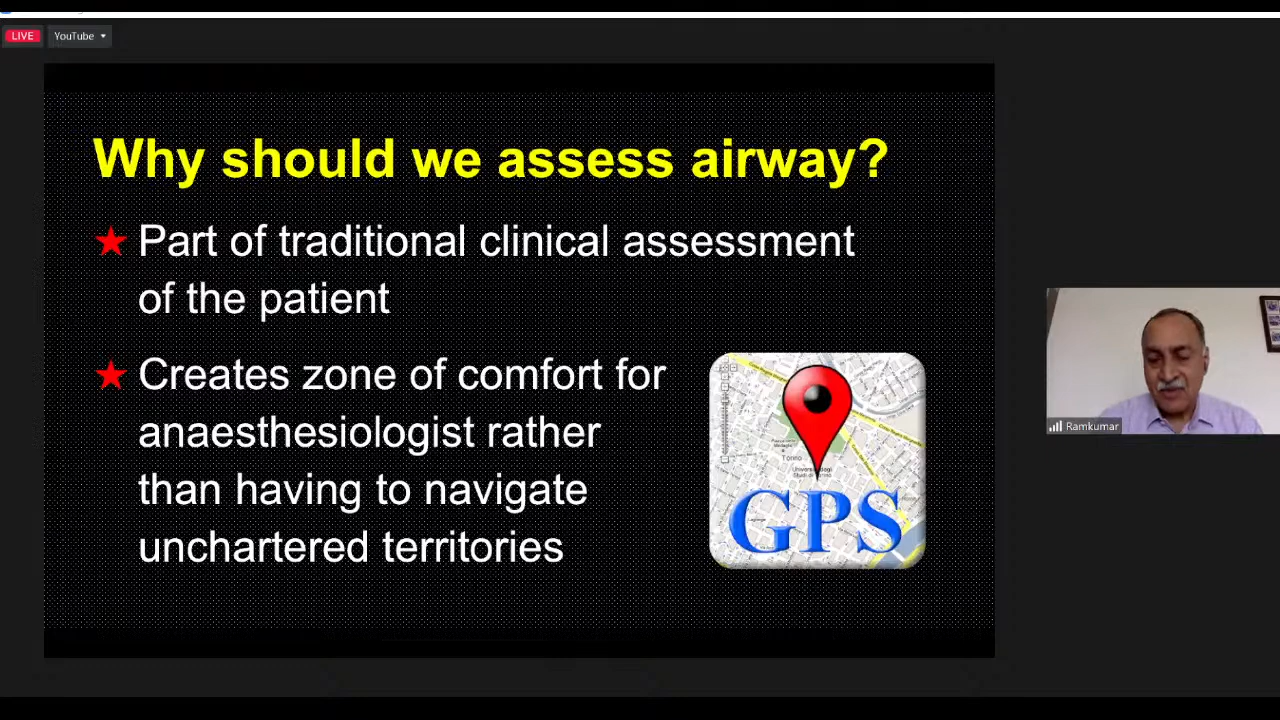 LIVE
YouTube
Why should we assess airway?
Part of traditional clinical assessment
of the patient
Creates zone of comfort for
anaesthesiologist rather
than having to navigate
unchartered territories
Torino
GPS
Ramkumar